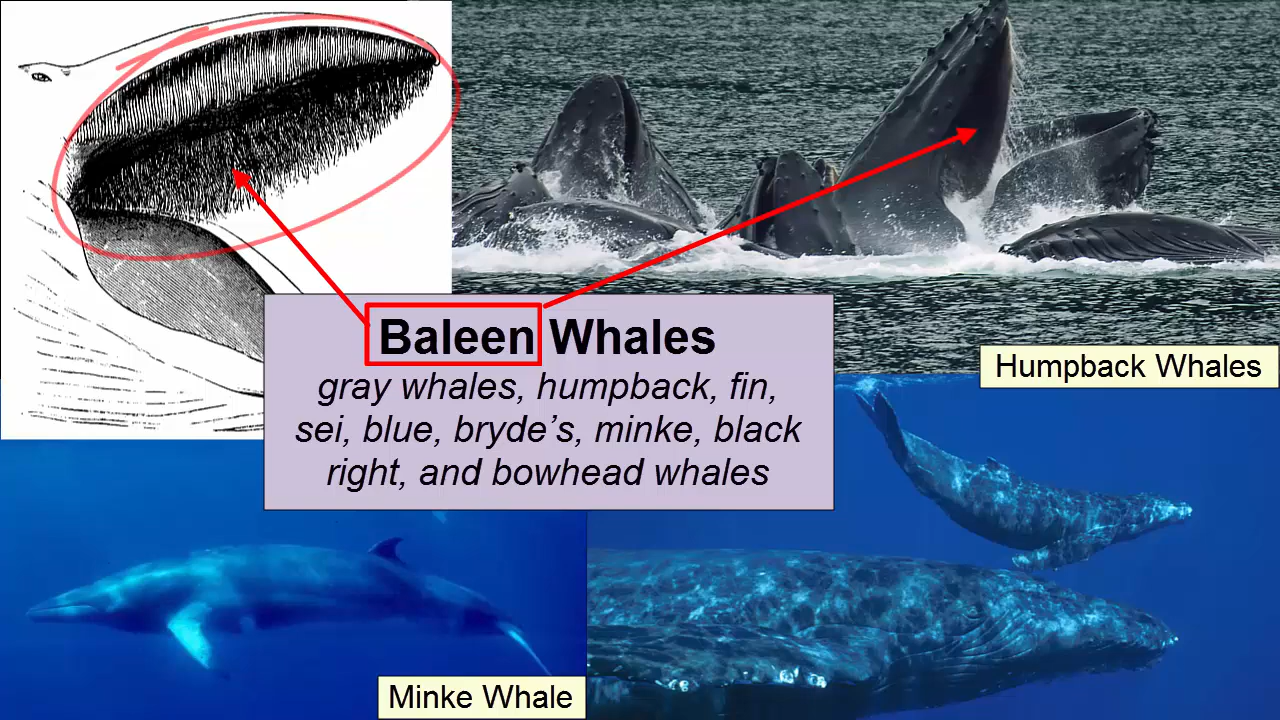 Baleen Whales
gray whales, humpback, fin,
sei, blue, bryde's, minke, black
right, and bowhead whales
Humpback Whales
Minke Whale